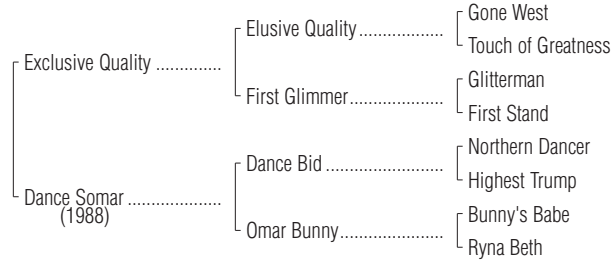 Gone West
Elusive Quality..................
Touch of Greatness
Exclusive Quality ..............
Glitterman
First Glimmer....................
First Stand
Northern Dancer
Dance Bid .........................
Highest Trump
Dance Somar ....................
(1988)
Bunny's Babe
Omar Bunny......................
Ryna Beth